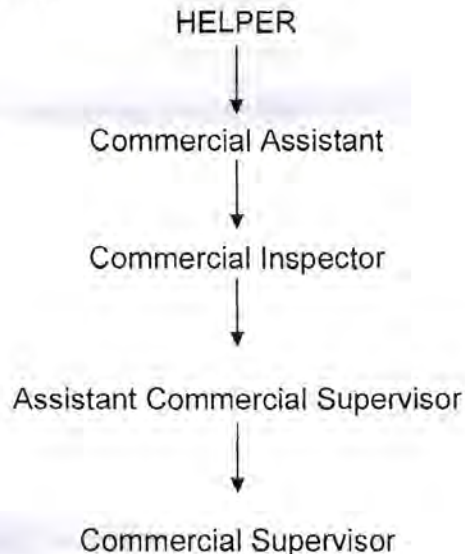 HELPER
Commercial Assistant
Commercial Inspector
Assistant Commercial Supervisor
Commercial Supervisor